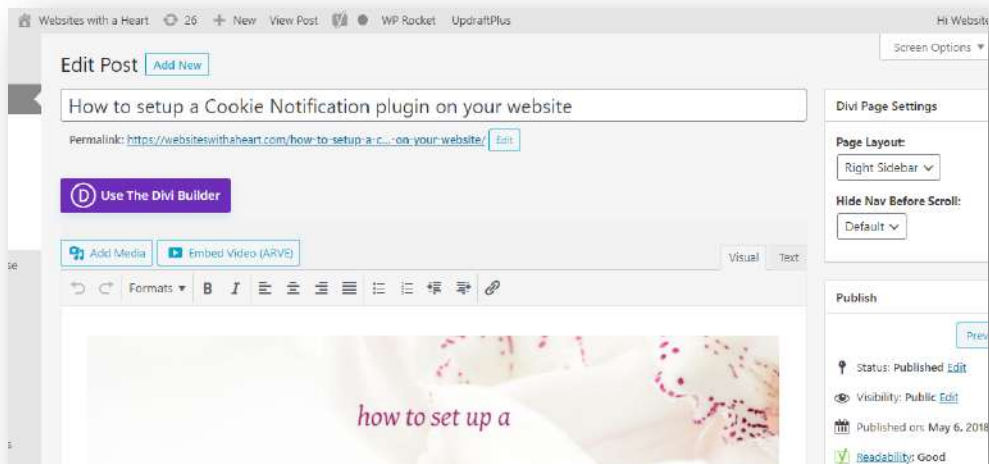 Websites with a Heart 26 New View Post WP Rocket UpdraftPlus Hi Website
Screen Options ▼
Edit Post Add New
How to setup a Cookie Notification plugin on your website
Permalink: https://websiteswithaheart.com/how-to-setup-a-c...-on-your-website/ Edit
D Use The Divi Builder
Add Media Embed Video (ARVE)
Visual Text
Formats ▼ B I
how to set up a
Divi Page Settings
Page Layout:
Right Sidebar
Hide Nav Before Scroll:
Default
Publish
Prev
Status: Published Edit
Visibility: Public Edit
Published on: May 6, 2018
Readability: Good
se
s